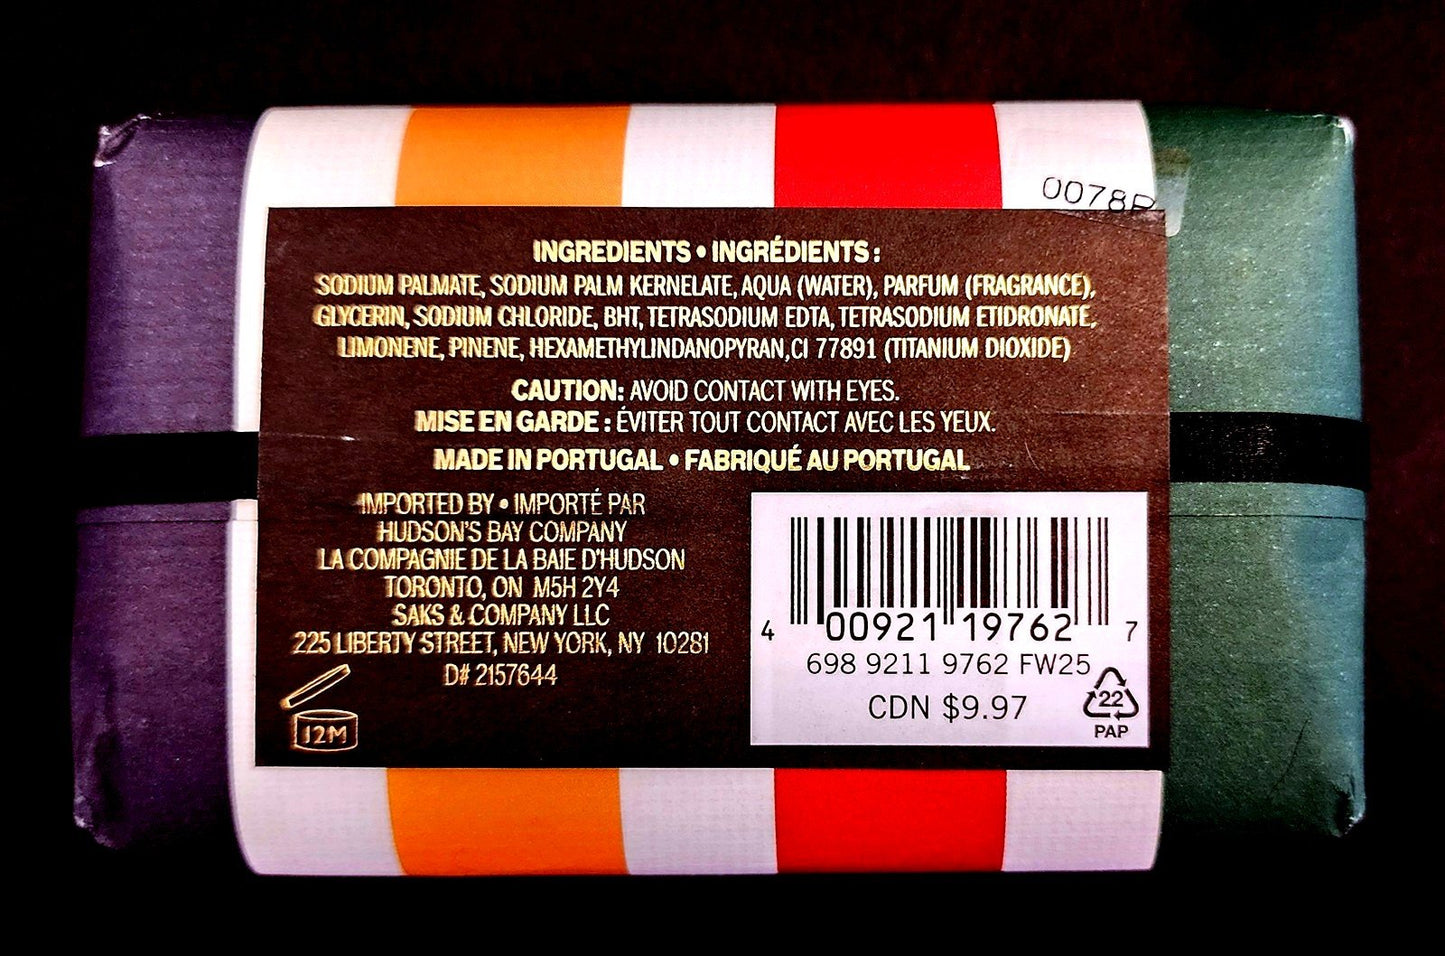 0078
INGREDIENTS • INGRÉDIENTS :
SODIUM PALMATE, SODIUM PALM KERNELATE, AQUA (WATER), PARFUM (FRAGRANCE),
GLYCERIN, SODIUM CHLORIDE, BHT, TETRASODIUM EDTA, TETRASODIUM ETIDRONATE,
LIMONENE, PINENE, HEXAMETHYLINDANOPYRAN,CI 77891 (TITANIUM DIOXIDE)
CAUTION: AVOID CONTACT WITH EYES.
MISE EN GARDE : ÉVITER TOUT CONTACT AVEC LES YEUX.
MADE IN PORTUGAL • FABRIQUÉ AU PORTUGAL
IMPORTED BY • IMPORTÉ PAR
HUDSON'S BAY COMPANY
LA COMPAGNIE DE LA BAIE D'HUDSON
TORONTO, ON M5H 2Y4
SAKS & COMPANY LLC
225 LIBERTY STREET, NEW YORK, NY 10281
D# 2157644
12M
4 00921 19762 7
698 9211 9762 FW25
CDN $9.97
22
PAP